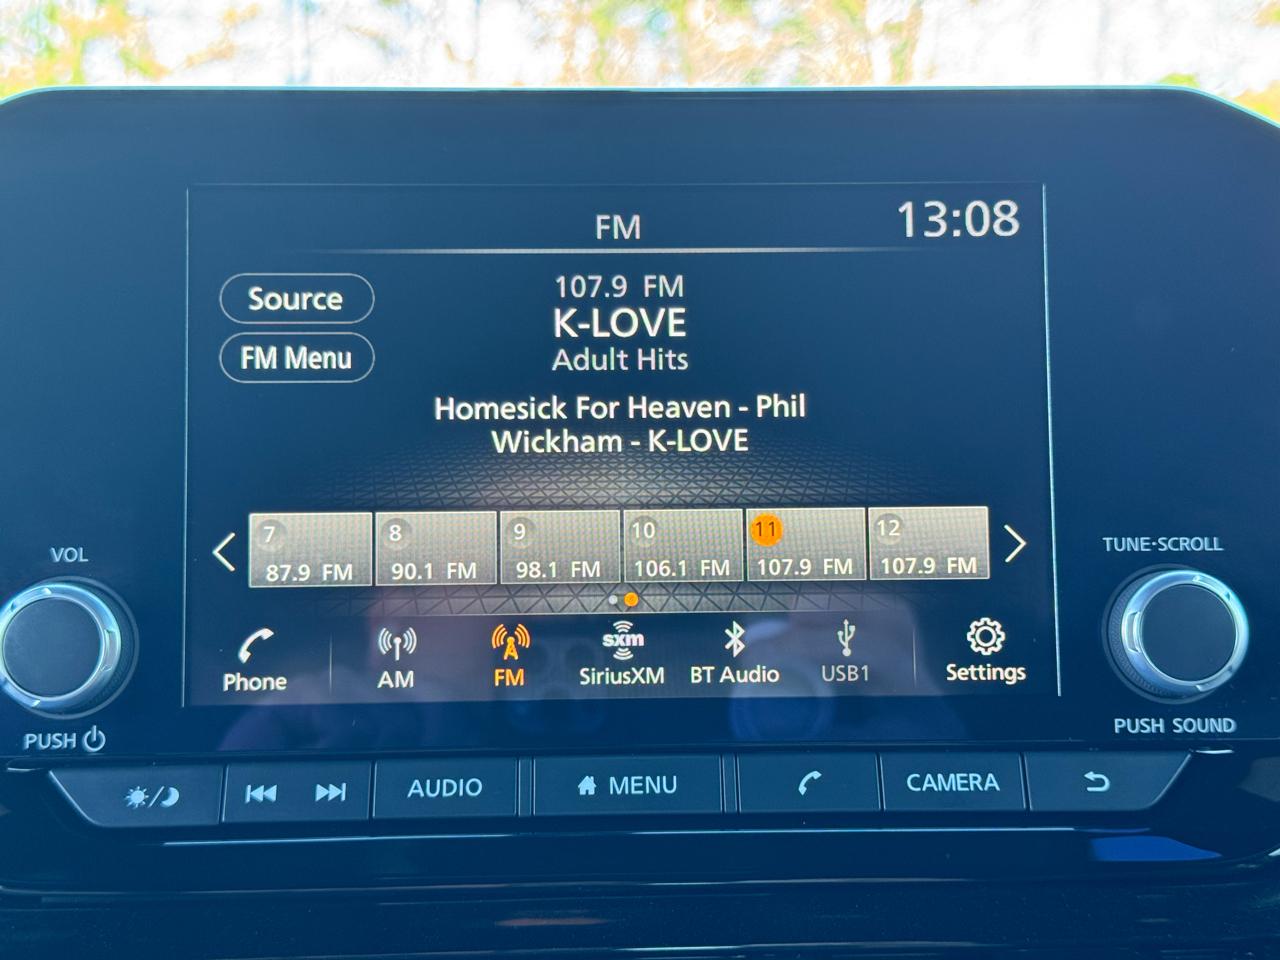 FM
13:08
Source
FM Menu
107.9 FM
K-LOVE
Adult Hits
Homesick For Heaven - Phil
Wickham - K-LOVE
7
87.9 FM
8
90.1 FM
9
98.1 FM
10
106.1 FM
11
107.9 FM
12
107.9 FM
VOL
TUNE·SCROLL
Phone
AM
FM
sxm
SiriusXM
BT Audio
USB1
Settings
PUSH
PUSH SOUND
AUDIO
MENU
CAMERA